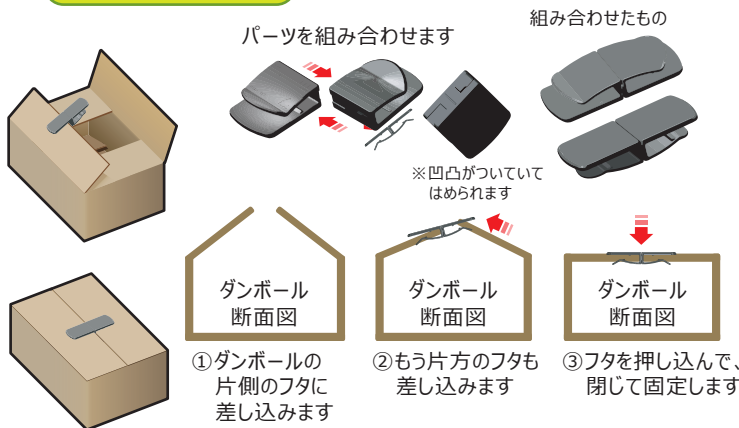 パーツを組み合わせます
組み合わせたもの
※凹凸がついていて
はめられます
ダンボール
断面図
ダンボール
断面図
ダンボール
断面図
①ダンボールの
片側のフタに
差し込みます
②もう片方のフタも
差し込みます
③フタを押し込んで、
閉じて固定します